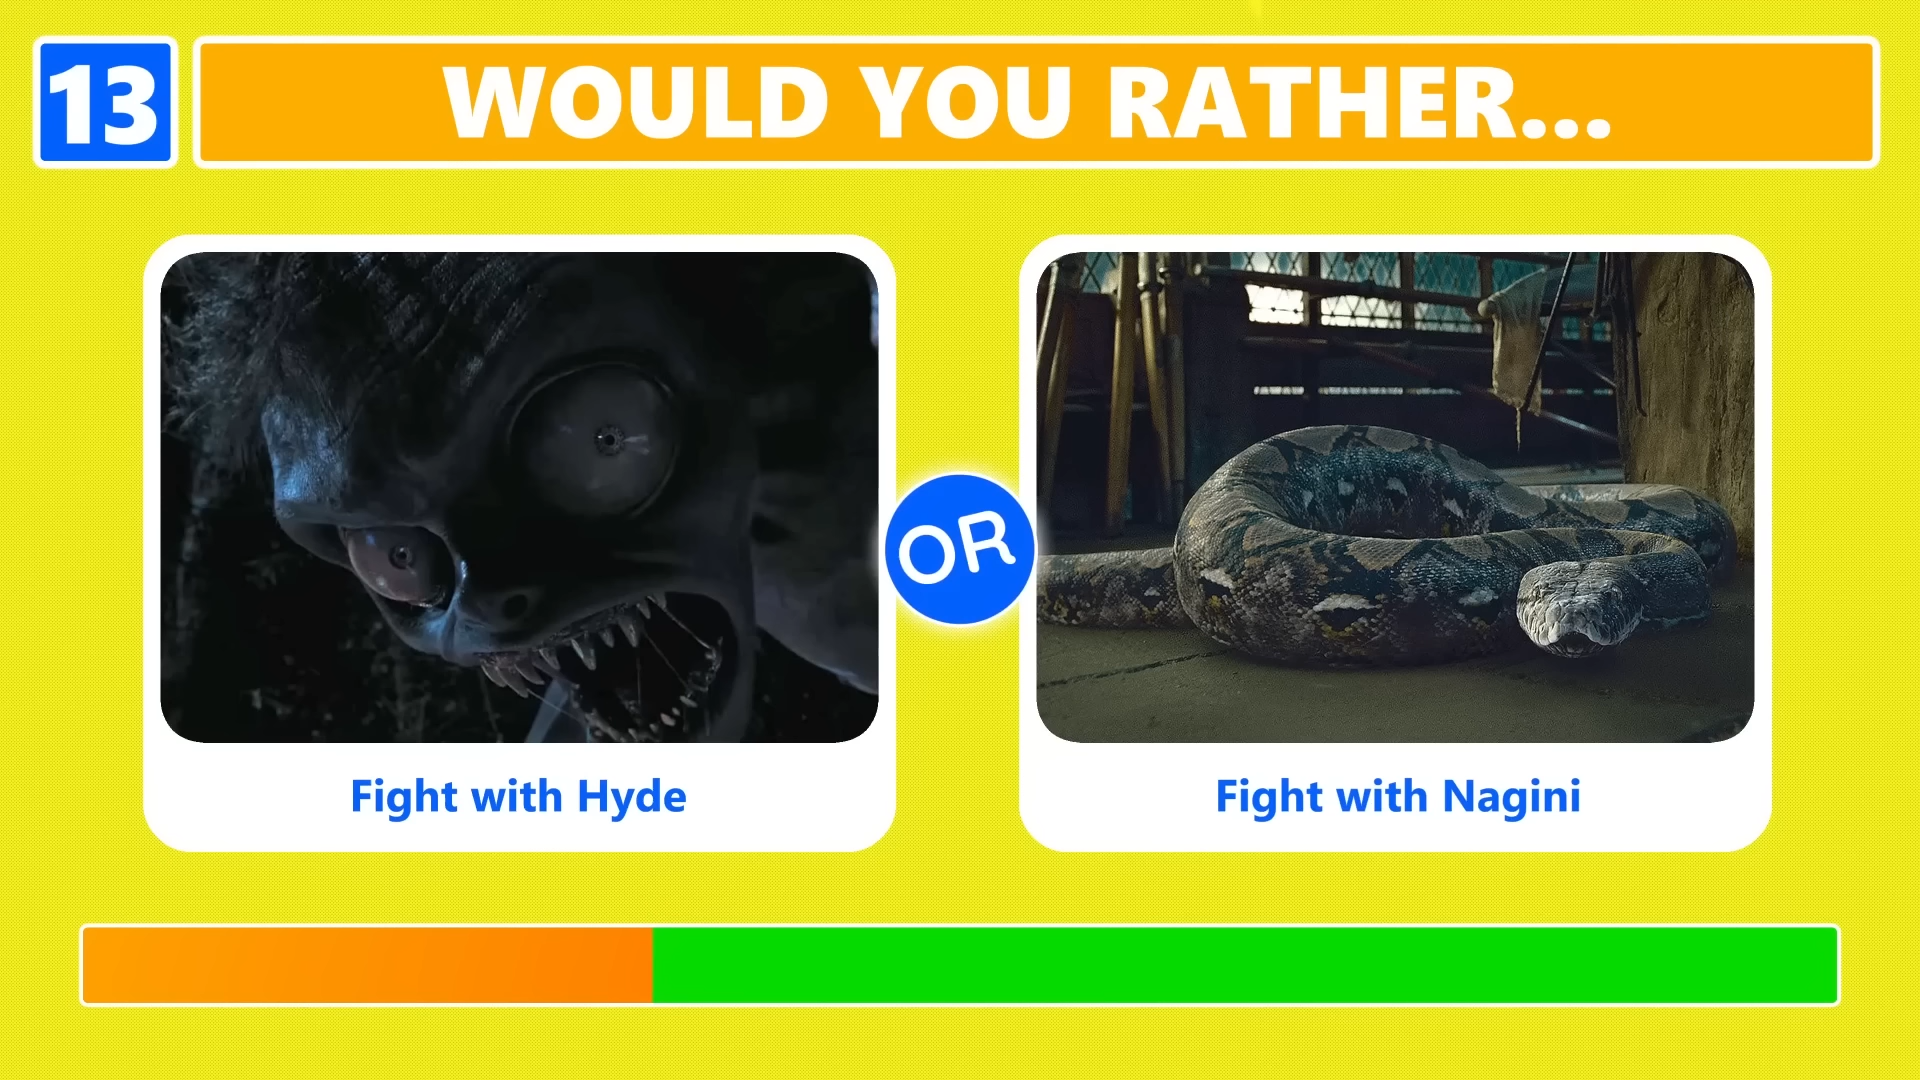 13
WOULD YOU RATHER...
OR
Fight with Hyde
Fight with Nagini